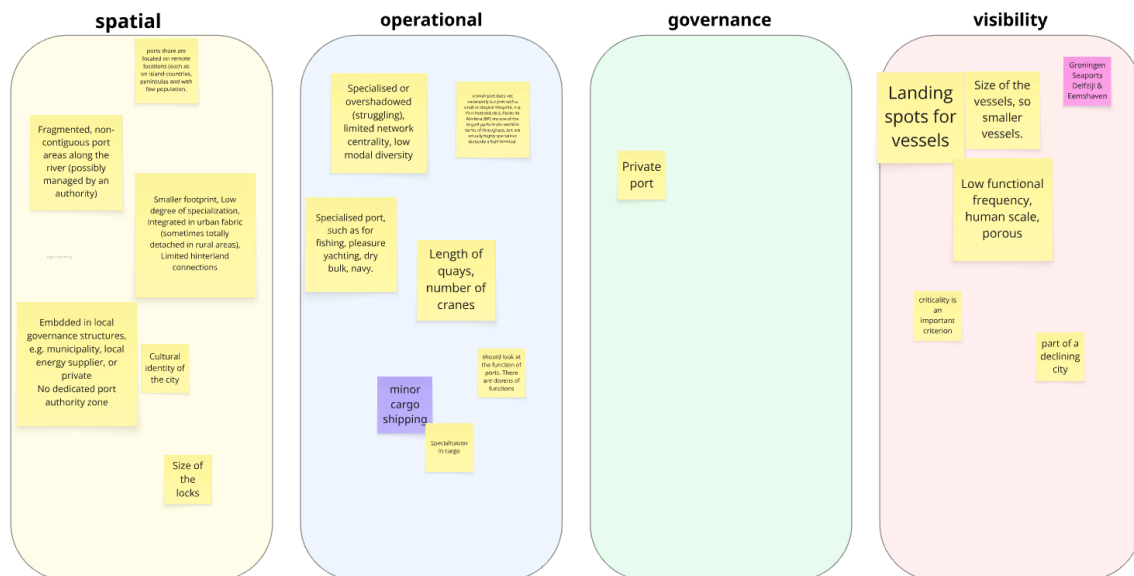 spatial
operational
governance
visibility
ports there are
located on remote
locations (such as
on island countries,
peninsulas and with
few population.
Fragmented, non-
contiguous port
areas along the
river (possibly
managed by an
authority)
Smaller footprint, Low
degree of specialization,
Integrated in urban fabric
(sometimes totally
detached in rural areas),
Limited hinterland
connections
Embdded in local
governance structures,
e.g. municipality, local
energy supplier, or
private
No dedicated port
authority zone
Cultural
identity of
the city
Size of
the
locks
Specialised or
overshadowed
(struggling),
limited network
centrality, low
modal diversity
a small port does not
necessarily
Specialised port,
such as for
fishing, pleasure
yachting, dry
bulk, navy.
Length of
quays,
number of
cranes
should look at
the function of
ports. There
are dovens of
functions
minor
cargo
shipping
Specialisation
in cargo
Private
port
Landing
spots for
vessels
Size of the
vessels, so
smaller
vessels.
Groningen
Seaports
Delfzijl &
Eemshaven
Low functional
frequency,
human scale,
porous
criticality is
an
important
criterion
part of a
declining
city